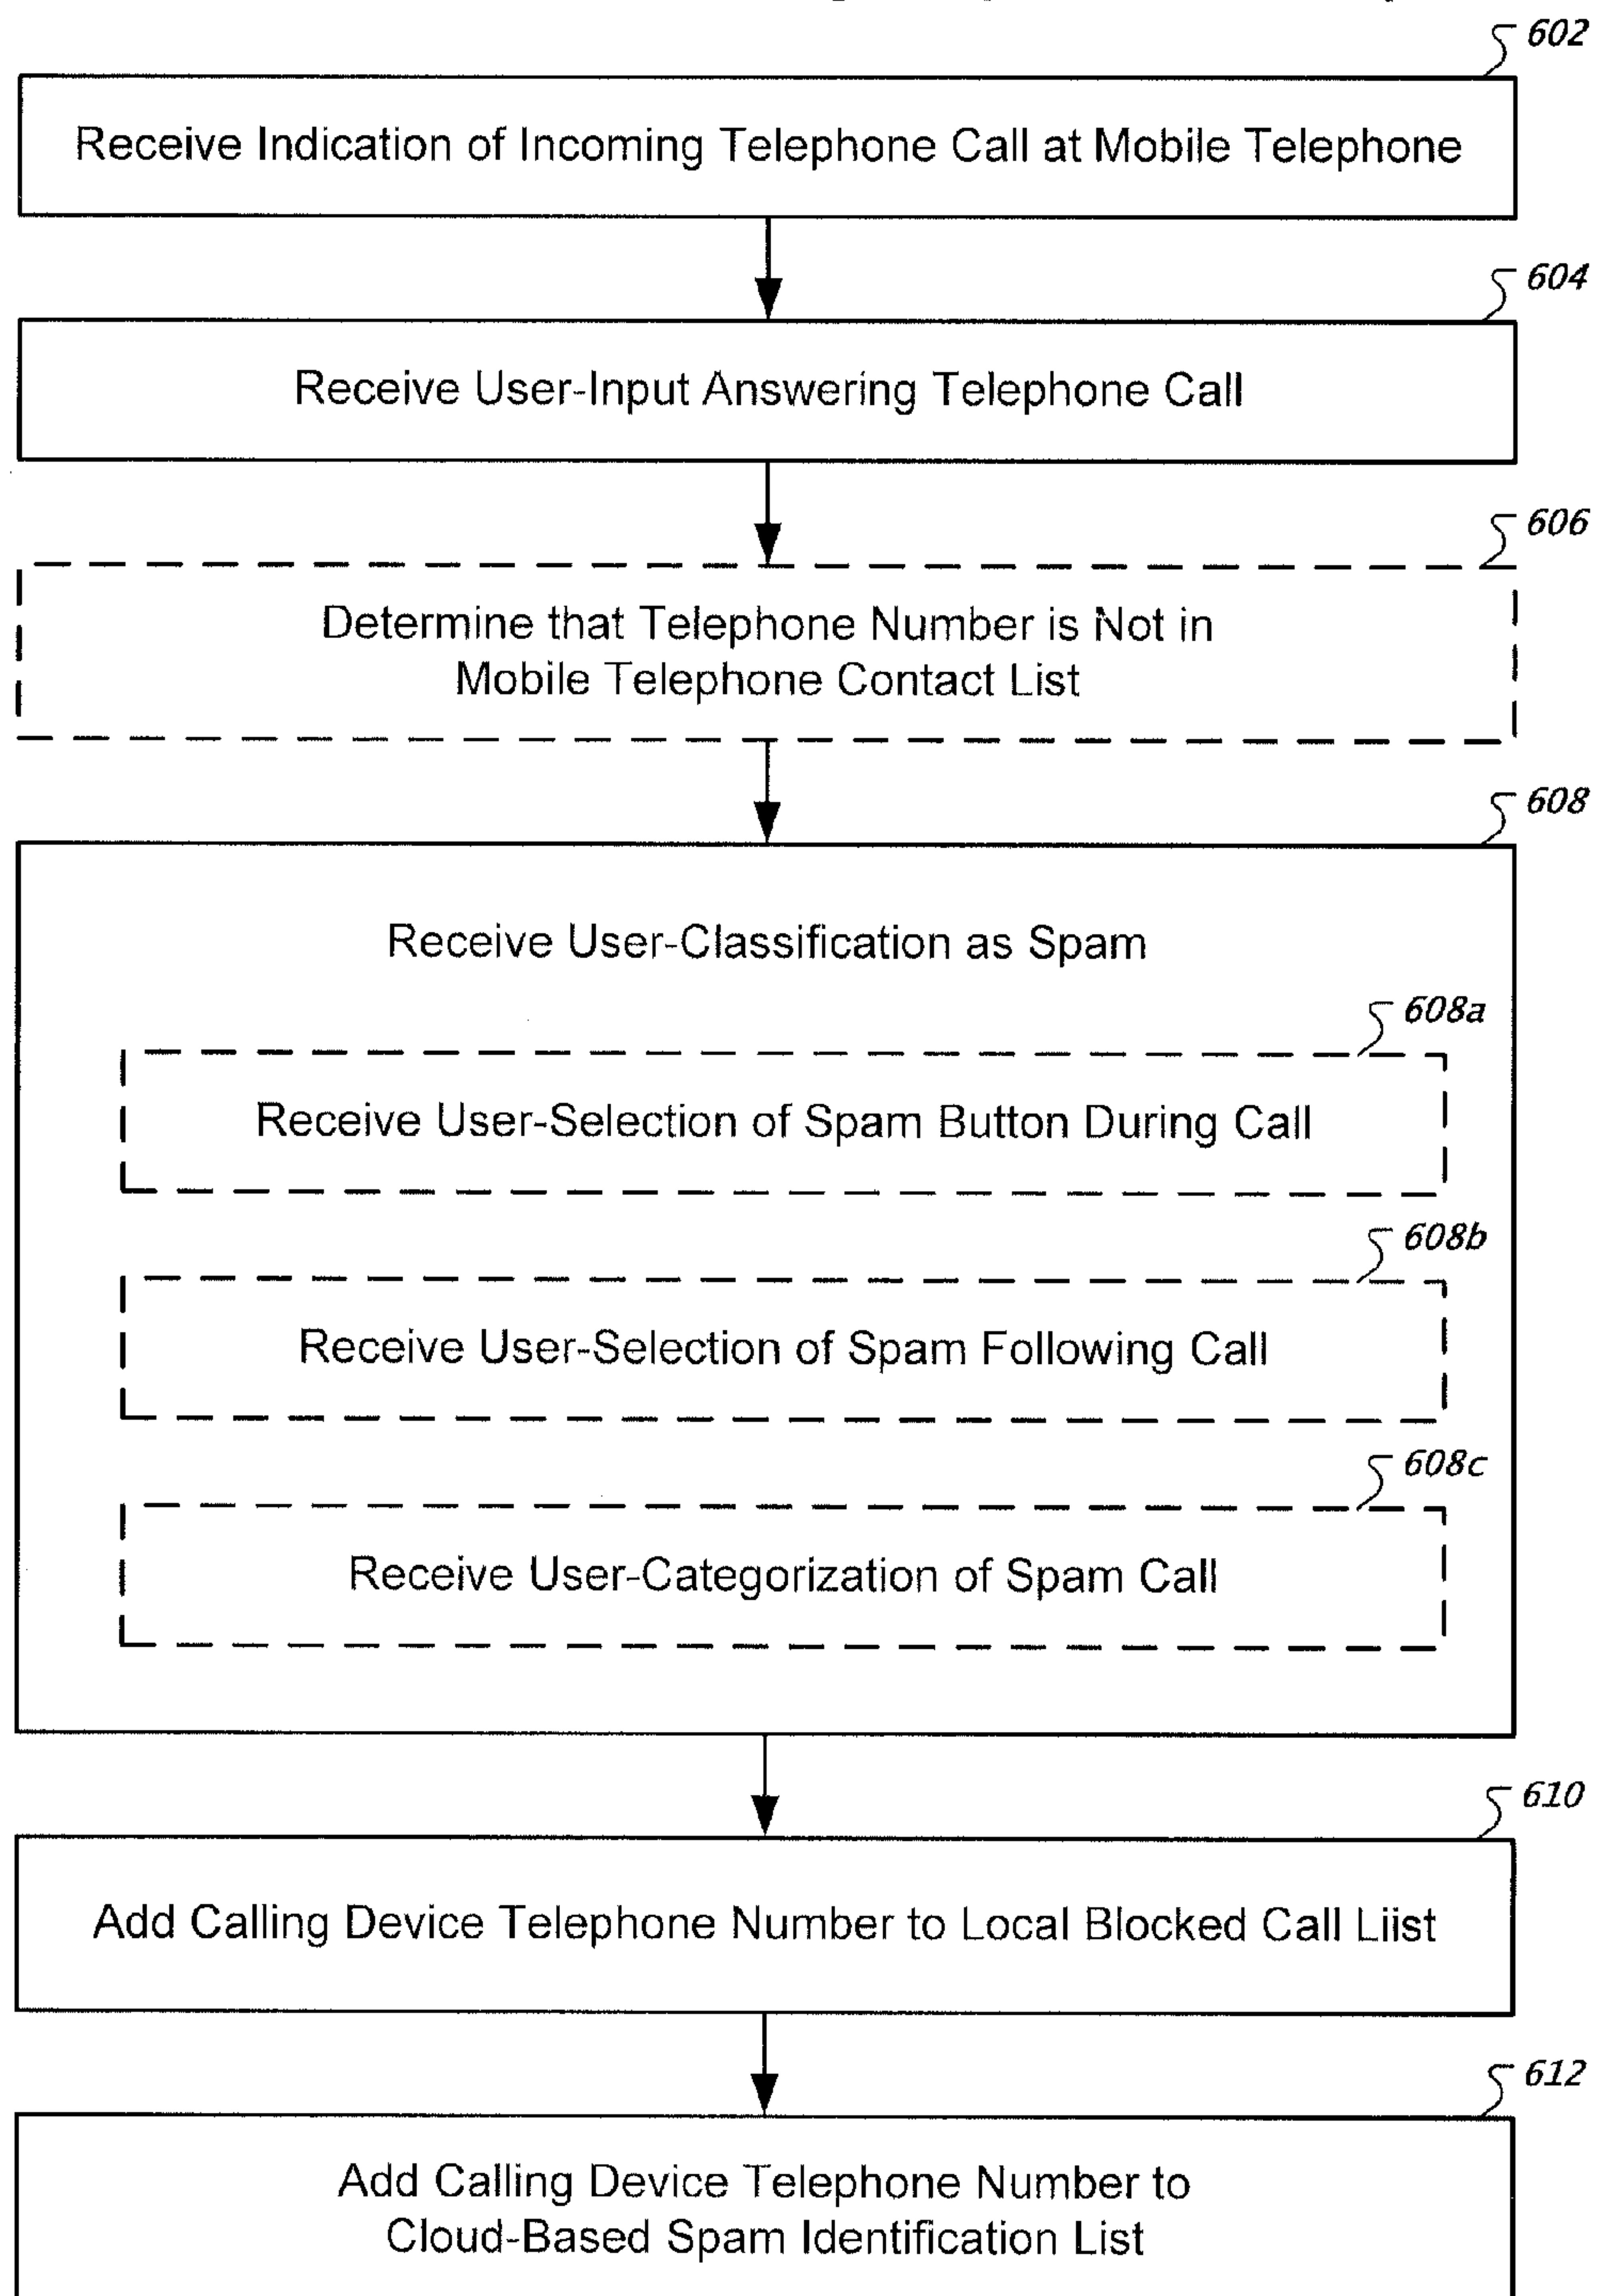 602
Receive Indication of Incoming Telephone Call at Mobile Telephone
604
Receive User-Input Answering Telephone Call
606
Determine that Telephone Number is Not in
Mobile Telephone Contact List
608
Receive User-Classification as Spam
608a
Receive User-Selection of Spam Button During Call
608b
Receive User-Selection of Spam Following Call
608c
Receive User-Categorization of Spam Call
610
Add Calling Device Telephone Number to Local Blocked Call Liist
612
Add Calling Device Telephone Number to
Cloud-Based Spam Identification List